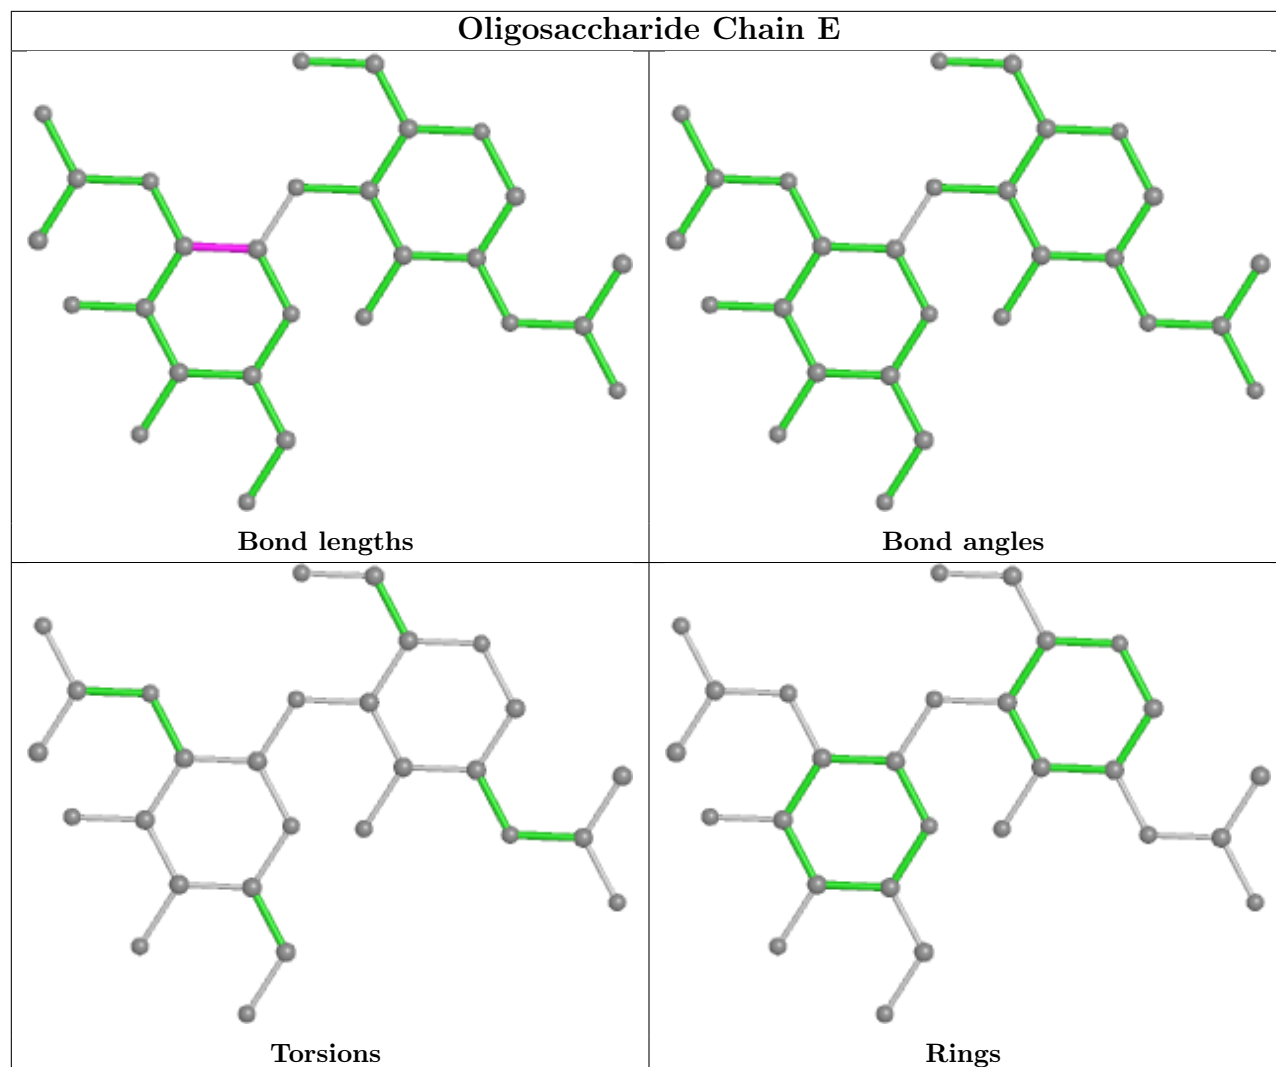 Oligosaccharide Chain E
Bond lengths
Bond angles
Torsions
Rings